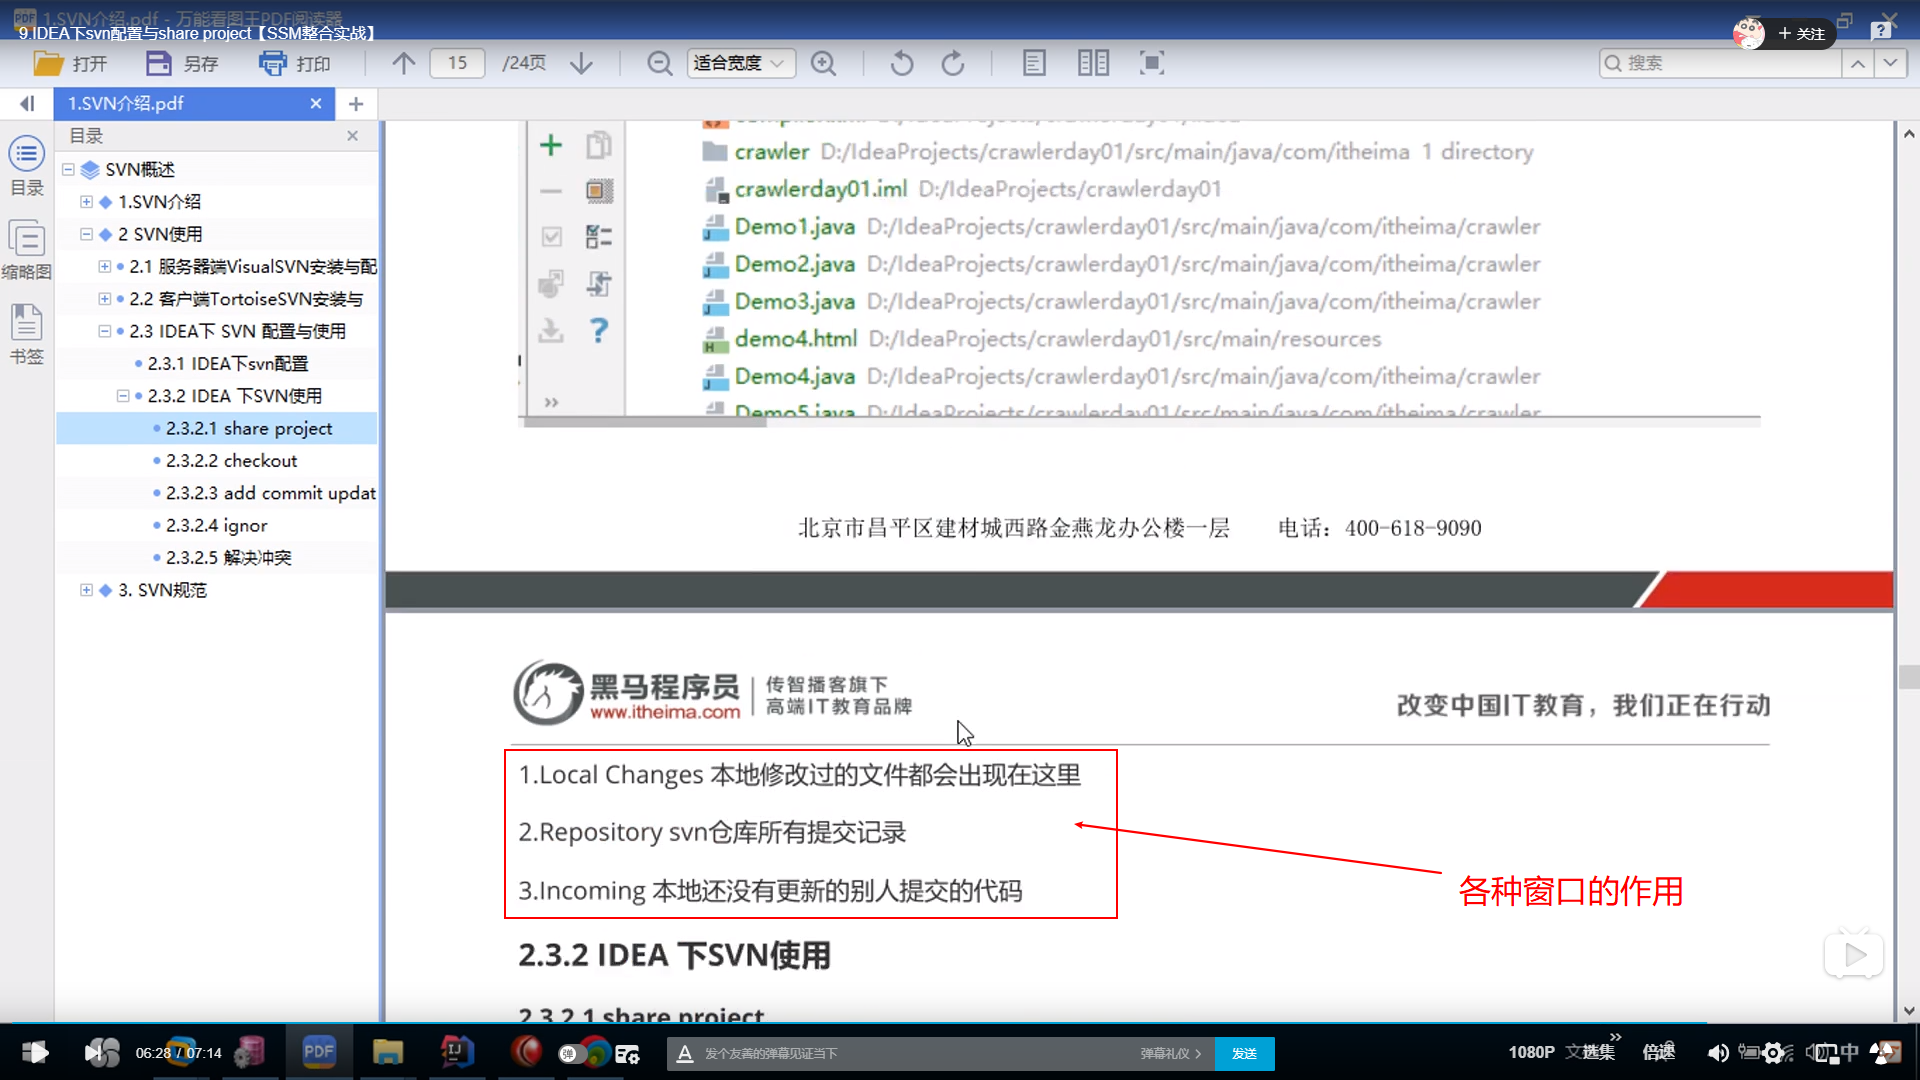 1.SVN介绍.pdf - 万能看图王PDF阅读器
9.IDEA下svn配置与share project【SSM整合实战】
+ 关注
打开
另存
打印
15
/24页
适合宽度
搜索
1.SVN介绍.pdf
目录
目录
缩略图
书签
SVN概述
1.SVN介绍
2 SVN使用
2.1 服务器端VisualSVN安装与配
2.2 客户端TortoiseSVN安装与
2.3 IDEA下 SVN 配置与使用
2.3.1 IDEA下svn配置
2.3.2 IDEA 下SVN使用
2.3.2.1 share project
2.3.2.2 checkout
2.3.2.3 add commit updat
2.3.2.4 ignor
2.3.2.5 解决冲突
3. SVN规范
crawler D:/IdeaProjects/crawlerday01/src/main/java/com/itheima 1 directory
crawlerday01.iml D:/IdeaProjects/crawlerday01
Demo1.java D:/IdeaProjects/crawlerday01/src/main/java/com/itheima/crawler
Demo2.java D:/IdeaProjects/crawlerday01/src/main/java/com/itheima/crawler
Demo3.java D:/IdeaProjects/crawlerday01/src/main/java/com/itheima/crawler
demo4.html D:/IdeaProjects/crawlerday01/src/main/resources
Demo4.java D:/IdeaProjects/crawlerday01/src/main/java/com/itheima/crawler
Demo5.java D:/IdeaProjects/crawlerday01/src/main/java/com/itheima/crawler
北京市昌平区建材城西路金燕龙办公楼一层 电话：400-618-9090
黑马程序员
www.itheima.com
传智播客旗下
高端IT教育品牌
改变中国IT教育，我们正在行动
1.Local Changes 本地修改过的文件都会出现在这里
2.Repository svn仓库所有提交记录
3.Incoming 本地还没有更新的别人提交的代码
各种窗口的作用
2.3.2 IDEA 下SVN使用
2.3.2.1 share project
06:28 / 07:14
PDF
弹
发个友善的弹幕见证当下
弹幕礼仪
发送
1080P
选集
倍速
中